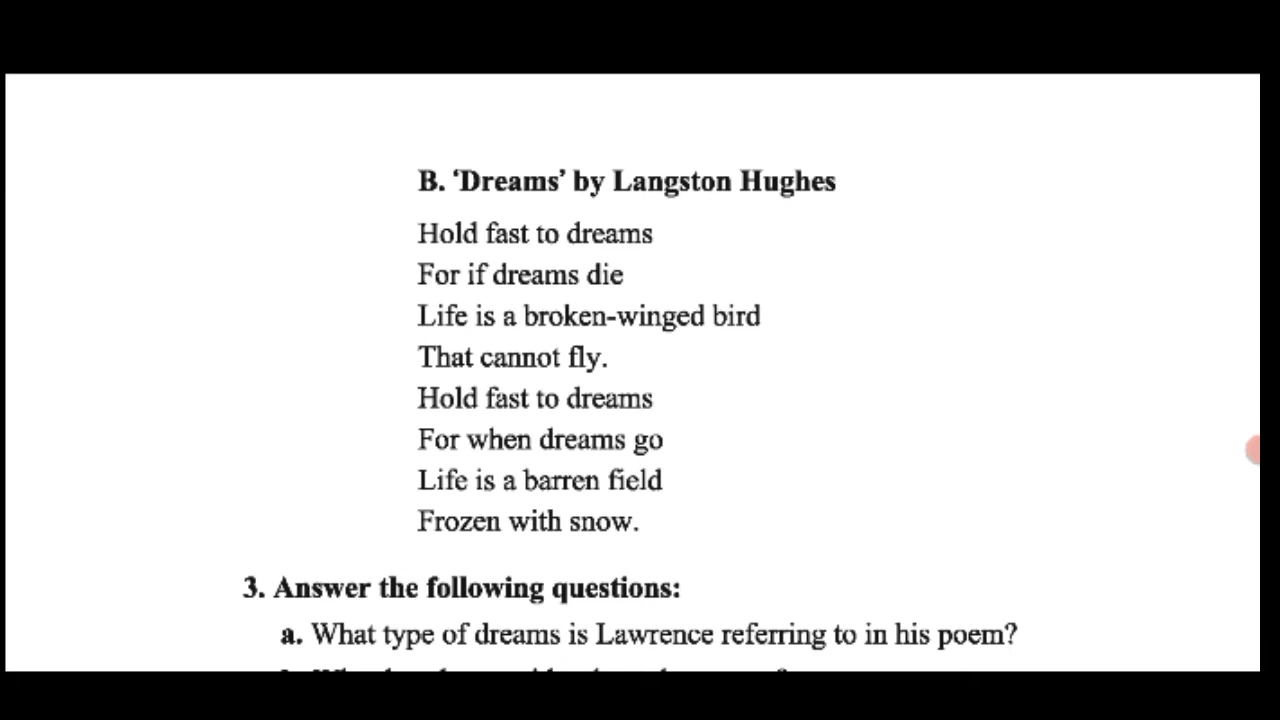 B. ‘Dreams’ by Langston Hughes
Hold fast to dreams
For if dreams die
Life is a broken-winged bird
That cannot fly.
Hold fast to dreams
For when dreams go
Life is a barren field
Frozen with snow.
3. Answer the following questions:
a. What type of dreams is Lawrence referring to in his poem?